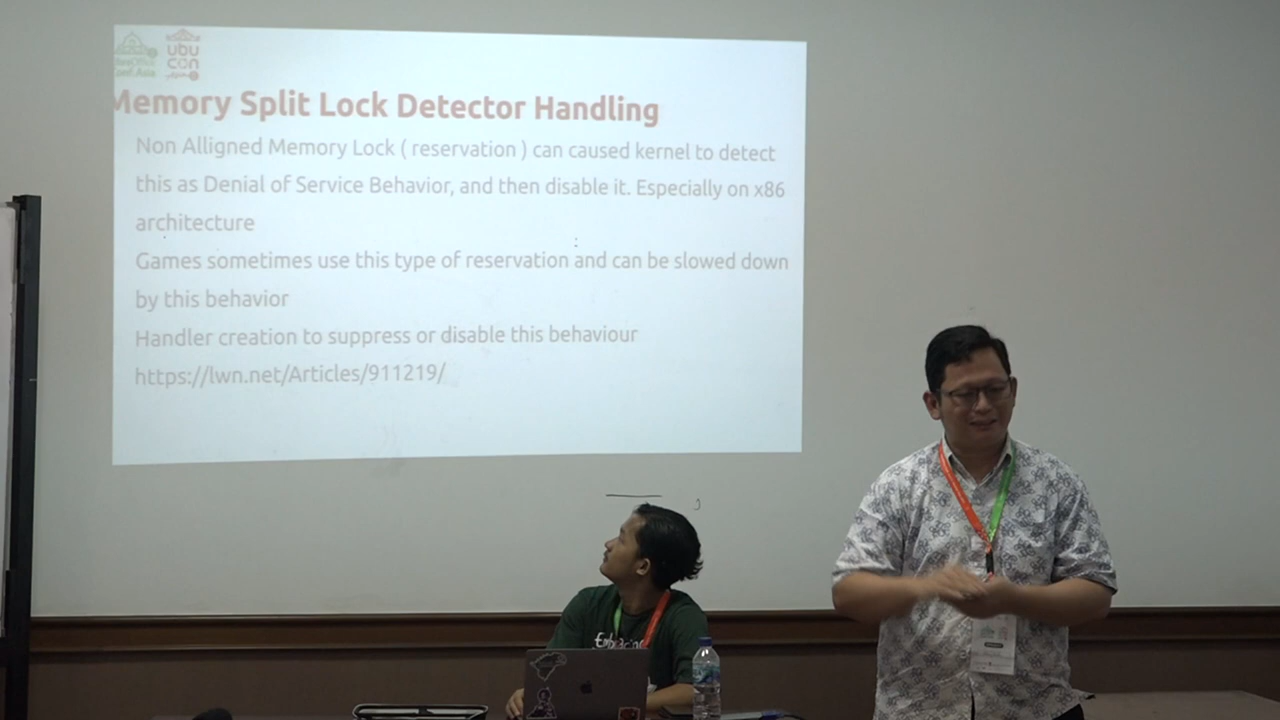 ubu
con
Memory Split Lock Detector Handling
Non Alligned Memory Lock ( reservation ) can caused kernel to detect
this as Denial of Service Behavior, and then disable it. Especially on x86
architecture
Games sometimes use this type of reservation and can be slowed down
by this behavior
Handler creation to suppress or disable this behaviour
https://lwn.net/Articles/911219/